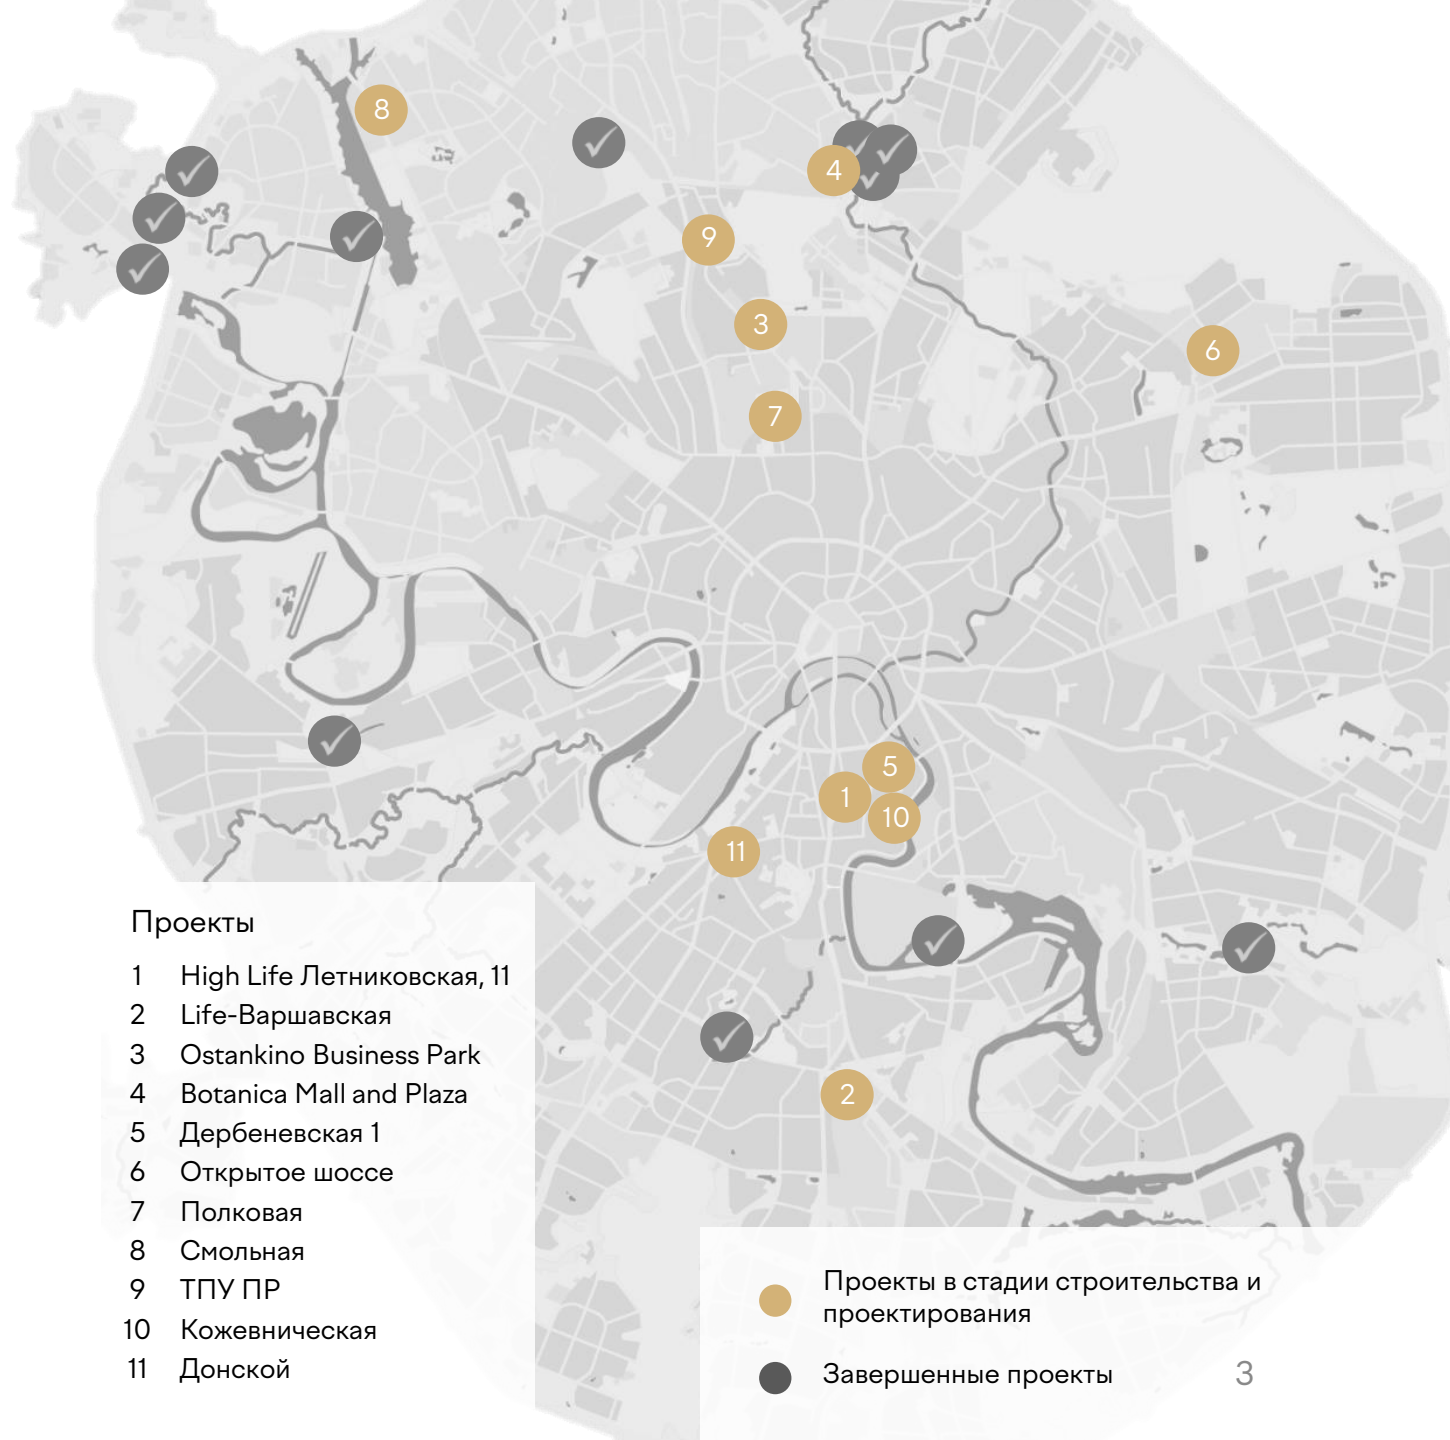 8
4
9
3
6
7
5
1
10
11
2
Проекты
1 High Life Летниковская, 11
2 Life-Варшавская
3 Ostankino Business Park
4 Botanica Mall and Plaza
5 Дербеневская 1
6 Открытое шоссе
7 Полковая
8 Смольная
9 ТПУ ПР
10 Кожевническая
11 Донской
Проекты в стадии строительства и
проектирования
Завершенные проекты
3